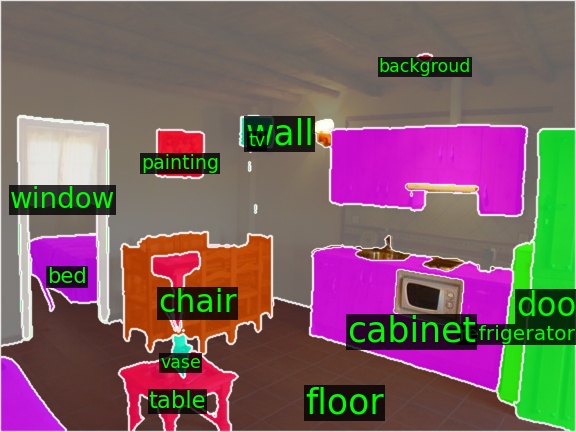 backgroud
wall
tv
painting
window
bed
chair
doo
cabinet
frigerator
vase
table
floor